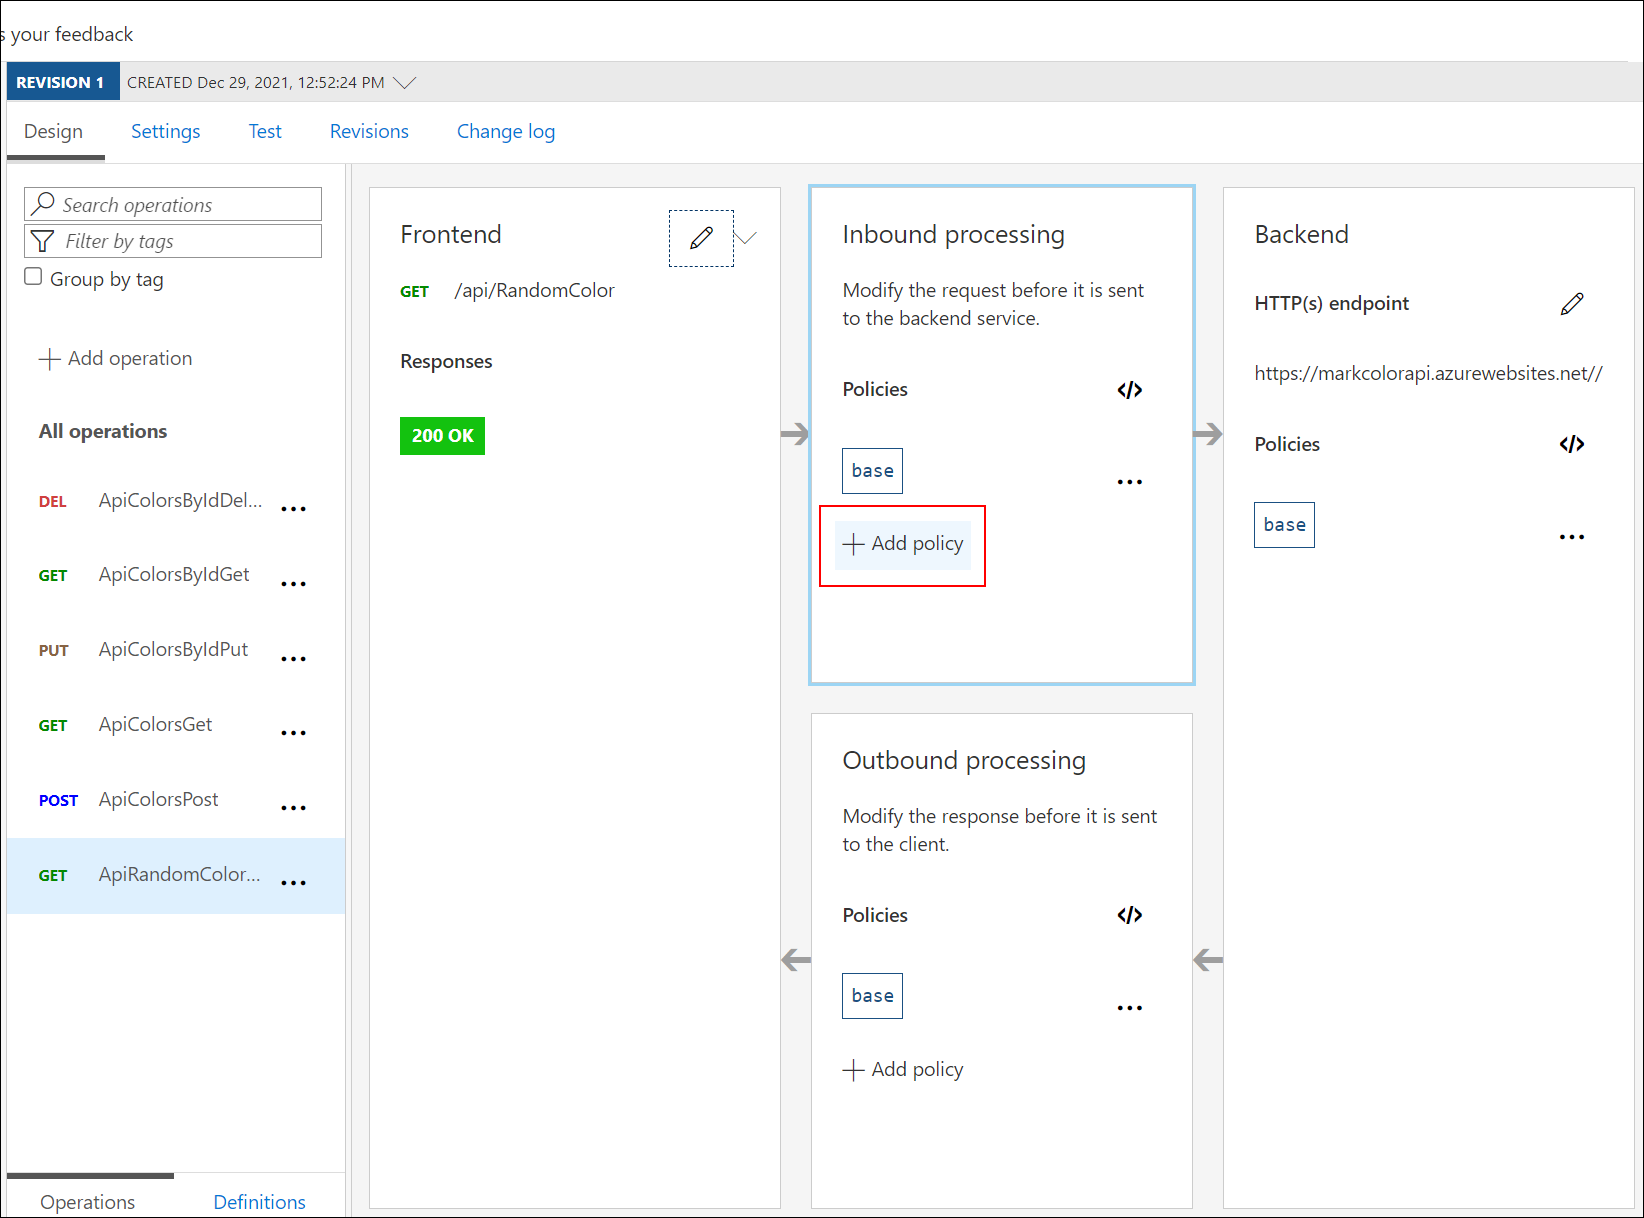 s your feedback
REVISION 1 CREATED Dec 29, 2021, 12:52:24 PM
Design Settings Test Revisions Change log
Search operations
Filter by tags
Group by tag
Add operation
All operations
DEL ApiColorsByIdDel...
GET ApiColorsByIdGet
PUT ApiColorsByIdPut
GET ApiColorsGet
POST ApiColorsPost
GET ApiRandomColor...
Operations Definitions
Frontend
GET /api/RandomColor
Responses
200 OK
Inbound processing
Modify the request before it is sent
to the backend service.
Policies
base
Add policy
Outbound processing
Modify the response before it is sent
to the client.
Policies
base
Add policy
Backend
HTTP(s) endpoint
https://markcolorapi.azurewebsites.net//
Policies
base